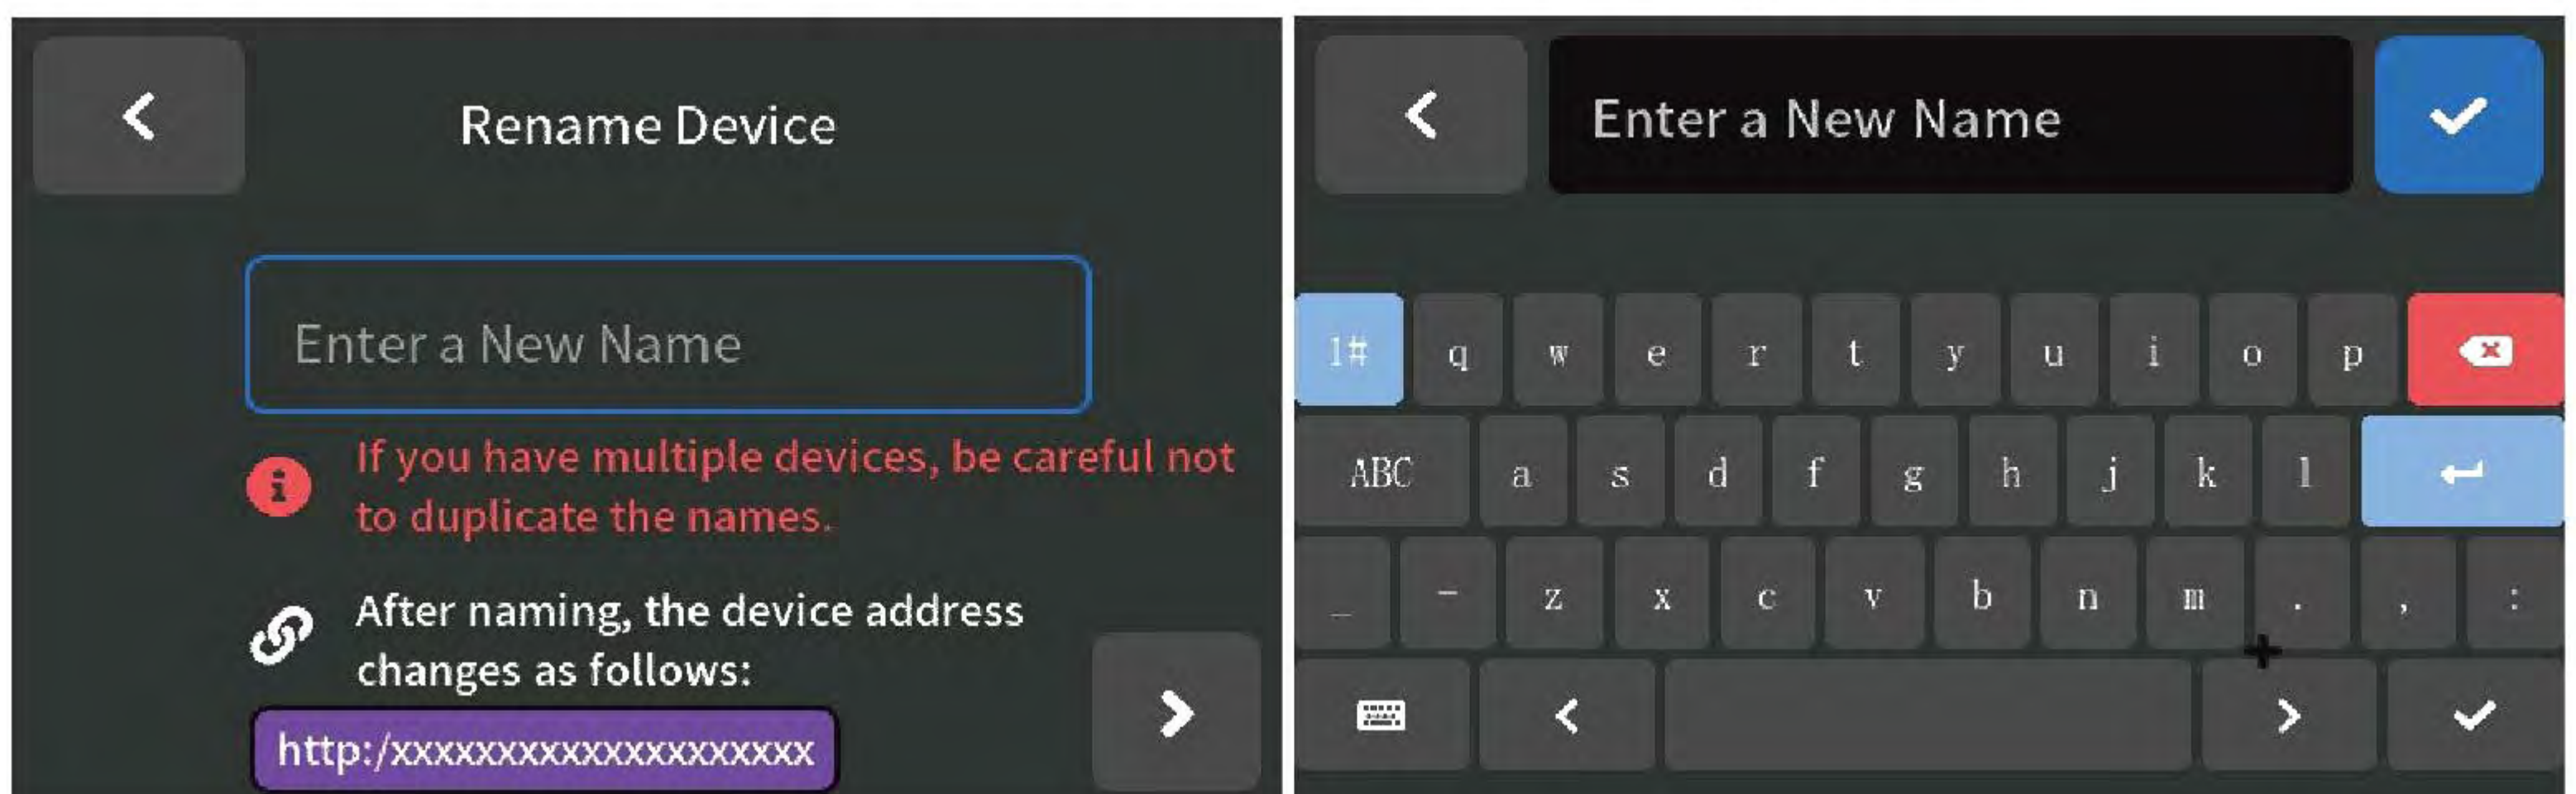 Rename Device
Enter a New Name
If you have multiple devices, be careful not
to duplicate the names.
After naming, the device address
changes as follows:
http:/xxxxxxxxxxxxxxxxxxxx
Enter a New Name
1# q w e r t y u i o p
ABC a s d f g h j k l
_ - z x c v b n m . , :